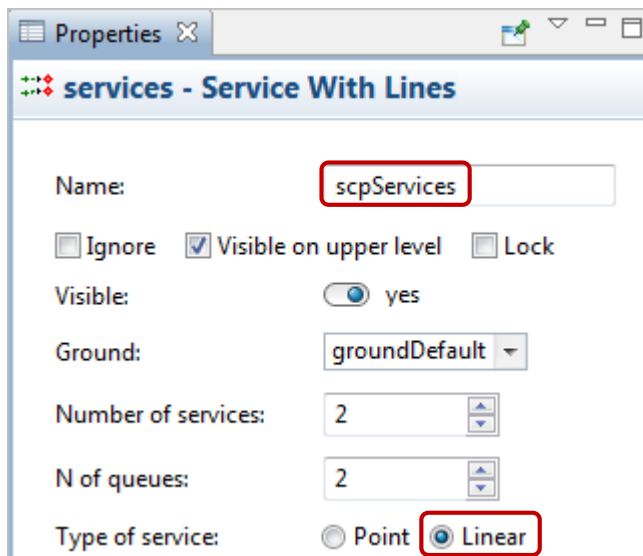 Properties
services - Service With Lines
Name: scpServices
Ignore Visible on upper level Lock
Visible: yes
Ground: groundDefault
Number of services: 2
N of queues: 2
Type of service: Point Linear